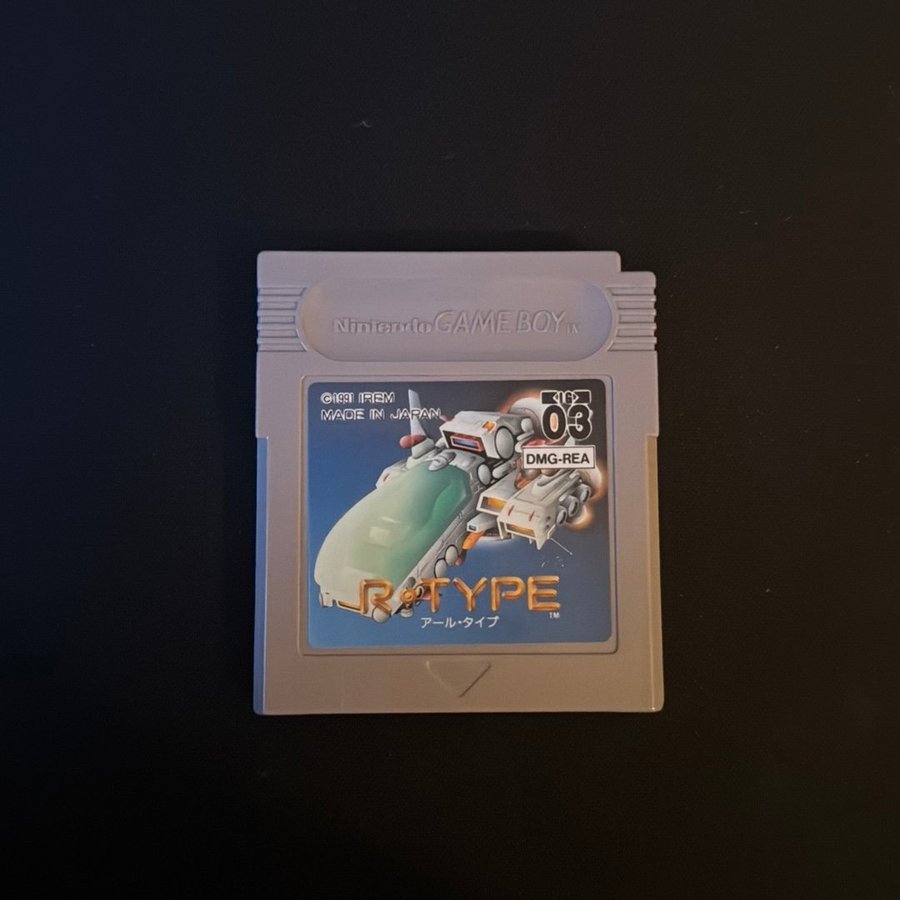 Nintendo GAME BOY TM
©1991 IREM
MADE IN JAPAN
<IG>
03
DMG-REA
R•TYPE TM
アール・タイプ